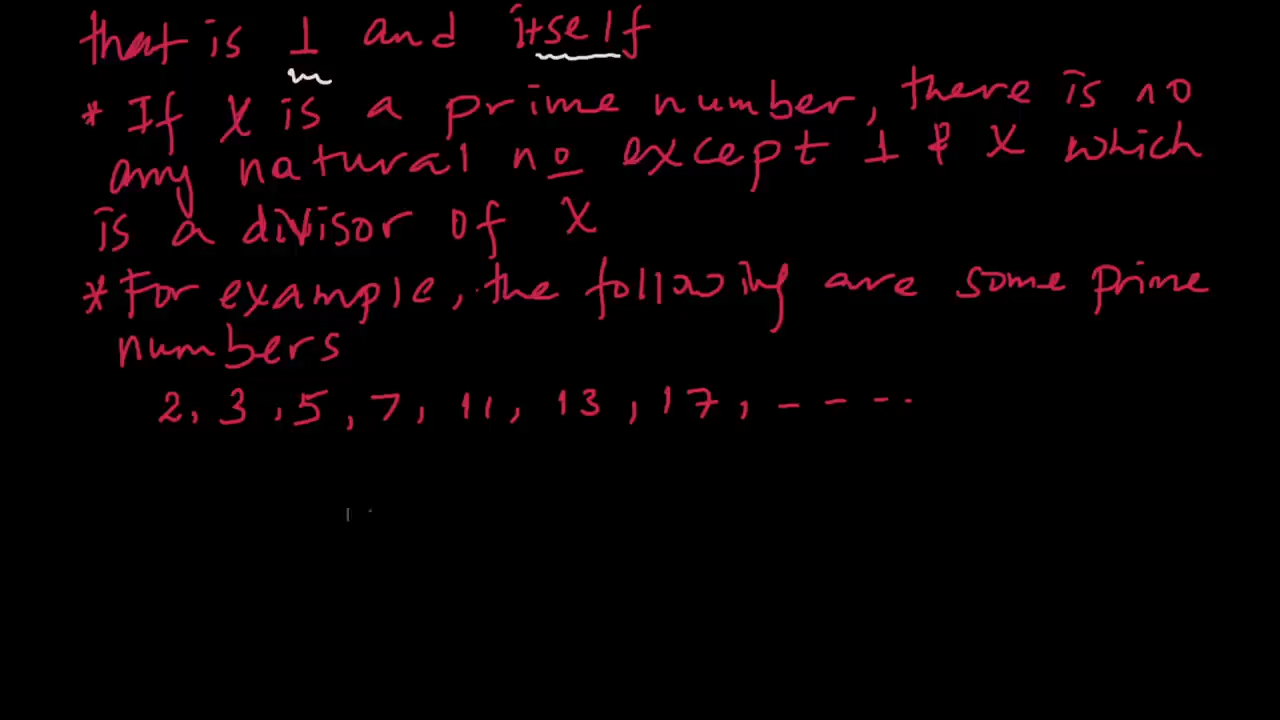 that is 1 and itself
* If X is a prime number, there is no
any natural no except 1 & X which
is a divisor of X
* For example, the following are some prime
numbers
2, 3, 5, 7, 11, 13, 17, - - - - .